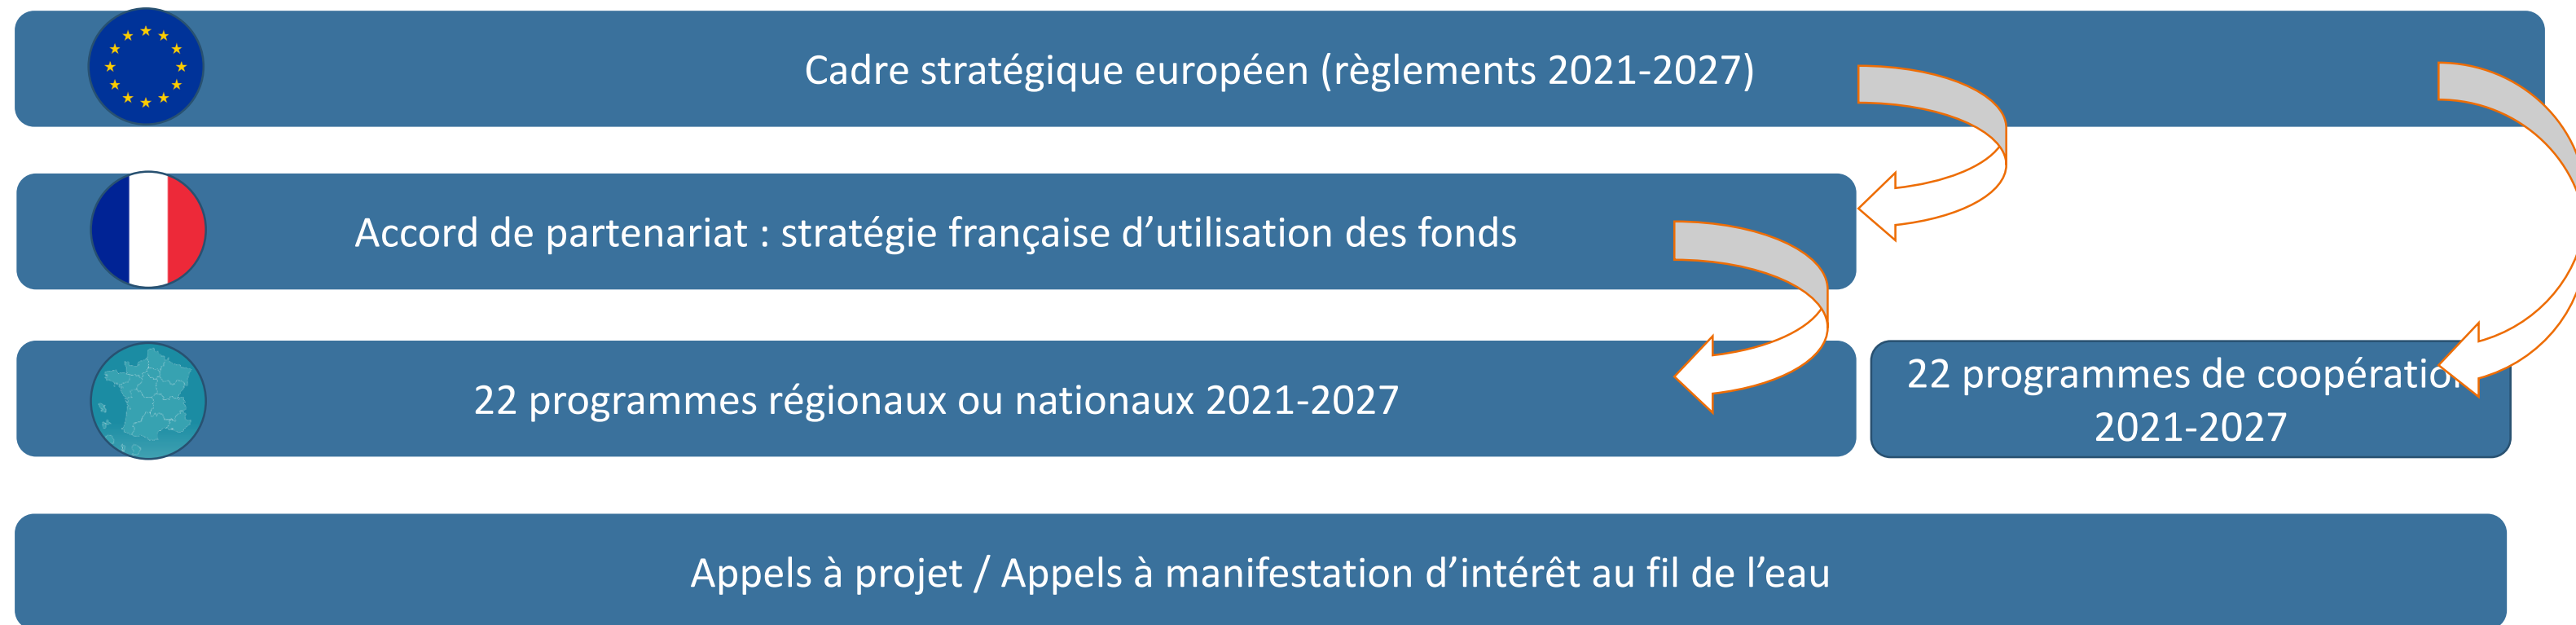 Cadre stratégique européen (règlements 2021-2027)
Accord de partenariat : stratégie française d’utilisation des fonds
22 programmes régionaux ou nationaux 2021-2027
22 programmes de coopération
2021-2027
Appels à projet / Appels à manifestation d’intérêt au fil de l’eau